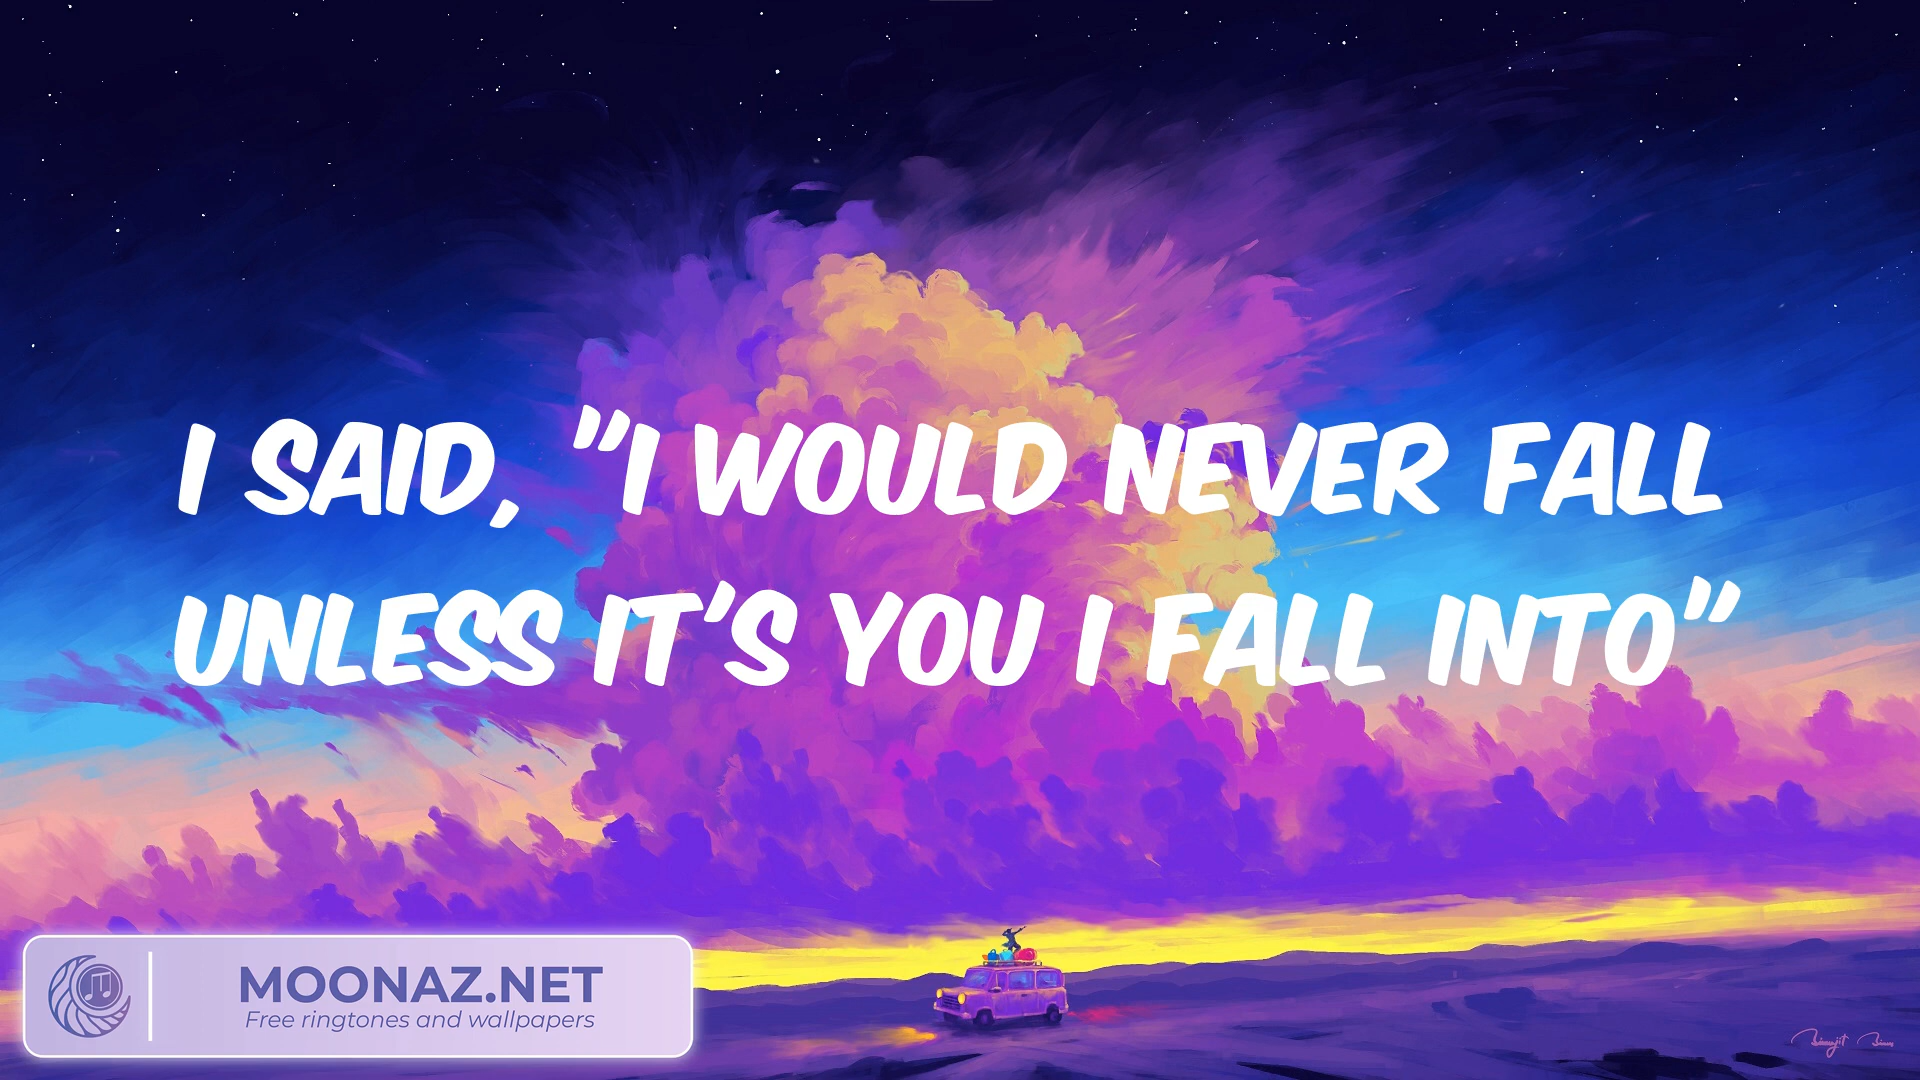 I SAID, "I WOULD NEVER FALL
UNLESS IT'S YOU I FALL INTO"
MOONAZ.NET
Free ringtones and wallpapers